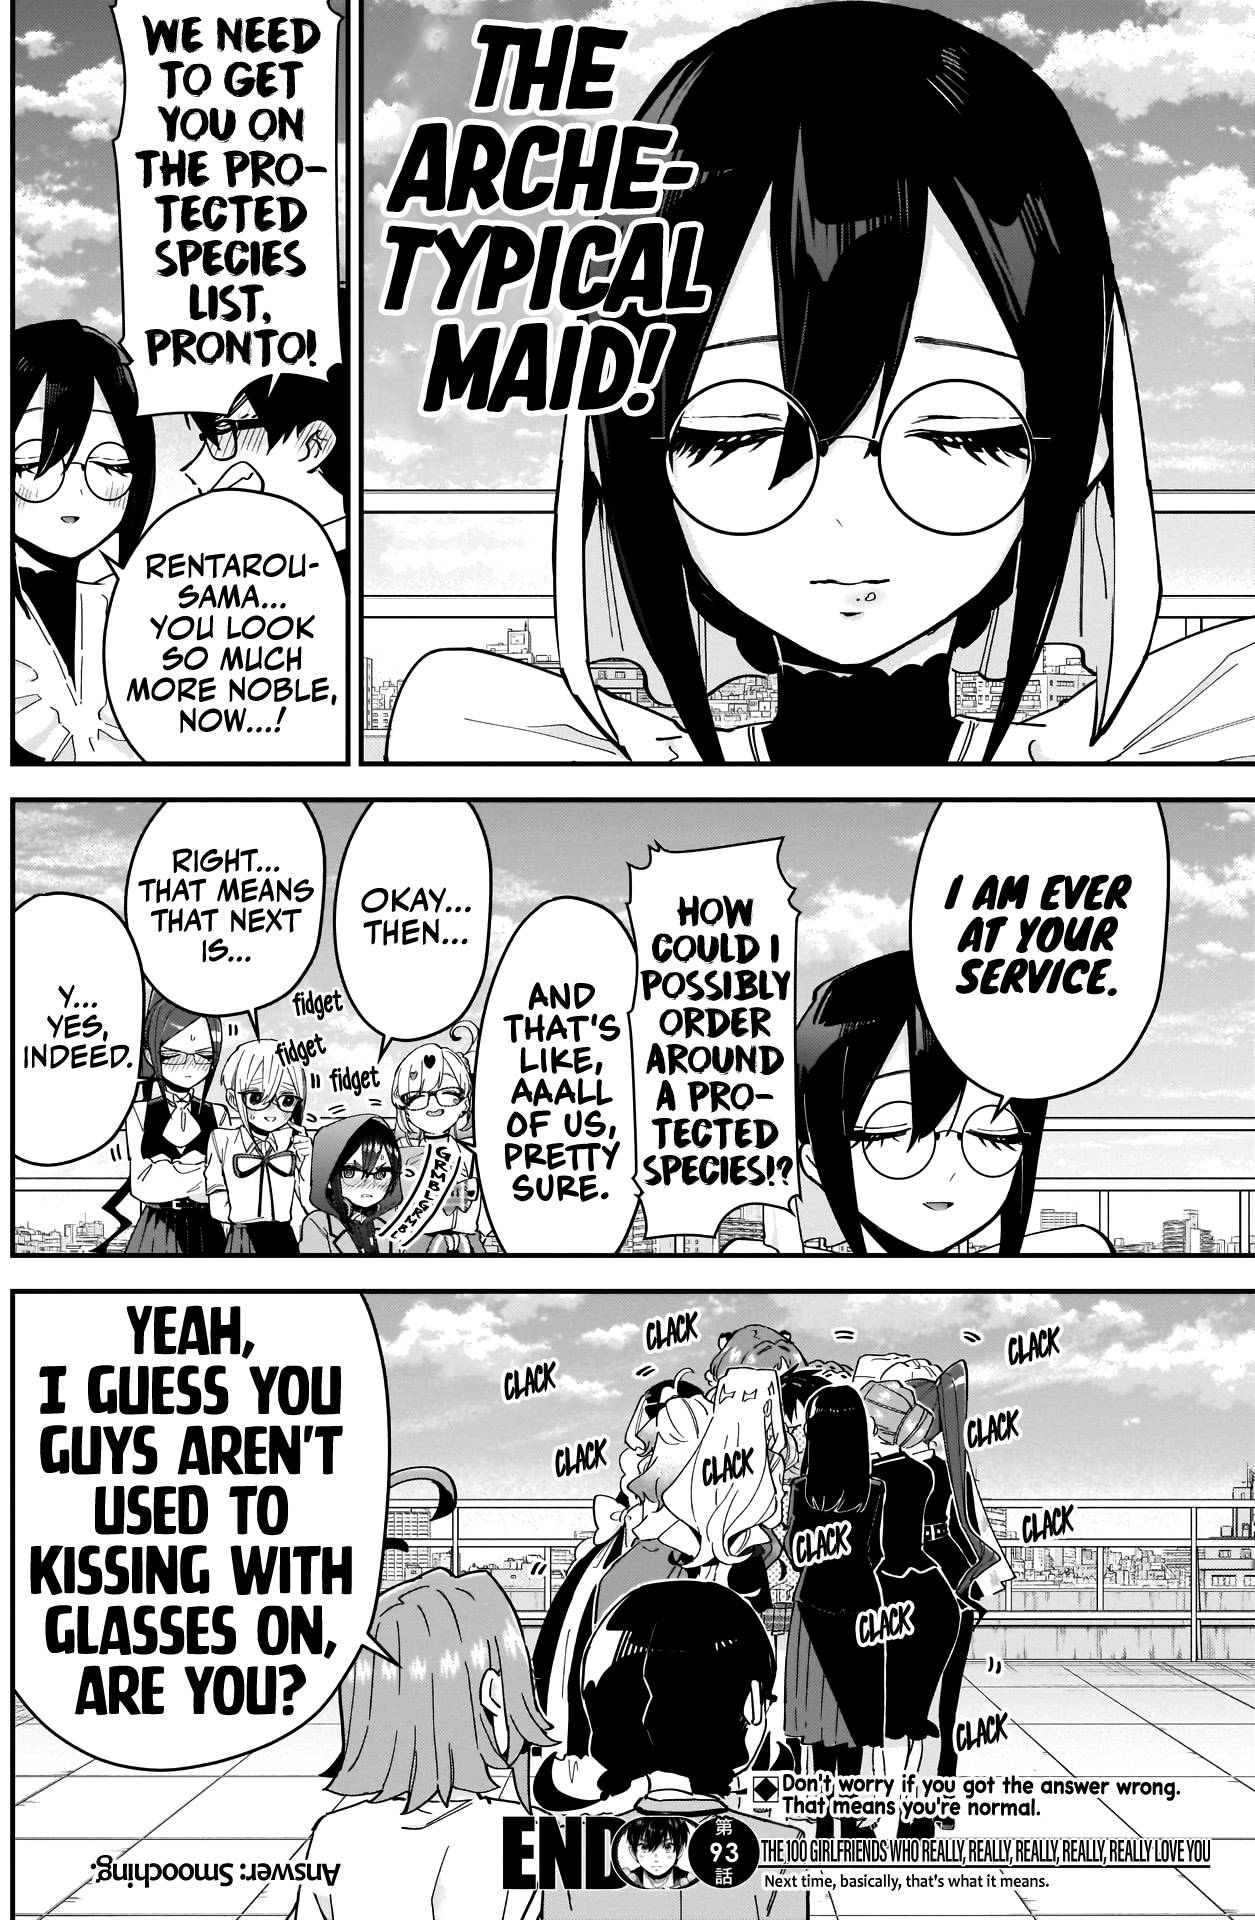 THE
ARCHE-
TYPICAL
MAID!
WE NEED
TO GET
YOU ON
THE PRO-
TECTED
SPECIES
LIST,
PRONTO!
RENTAROU-
SAMA...
YOU LOOK
SO MUCH
MORE NOBLE,
NOW...!
I AM EVER
AT YOUR
SERVICE.
HOW
COULD I
POSSIBLY
ORDER
AROUND
A PRO-
TECTED
SPECIES!?
AND
THAT'S
LIKE,
AAALL
OF US,
PRETTY
SURE.
OKAY...
THEN...
RIGHT...
THAT MEANS
THAT NEXT
IS...
Y...
YES,
INDEED.
fidget
fidget
fidget
GRMBL GRMBL
YEAH,
I GUESS YOU
GUYS AREN'T
USED TO
KISSING WITH
GLASSES ON,
ARE YOU?
CLACK
CLACK
CLACK
CLACK
CLACK
CLACK
CLACK
CLACK
CLACK
CLACK
Don't worry if you got the answer wrong.
That means you're normal.
END
第
93
話
THE 100 GIRLFRIENDS WHO REALLY, REALLY, REALLY, REALLY, REALLY LOVE YOU
Next time, basically, that's what it means.
Answer: Smooching.